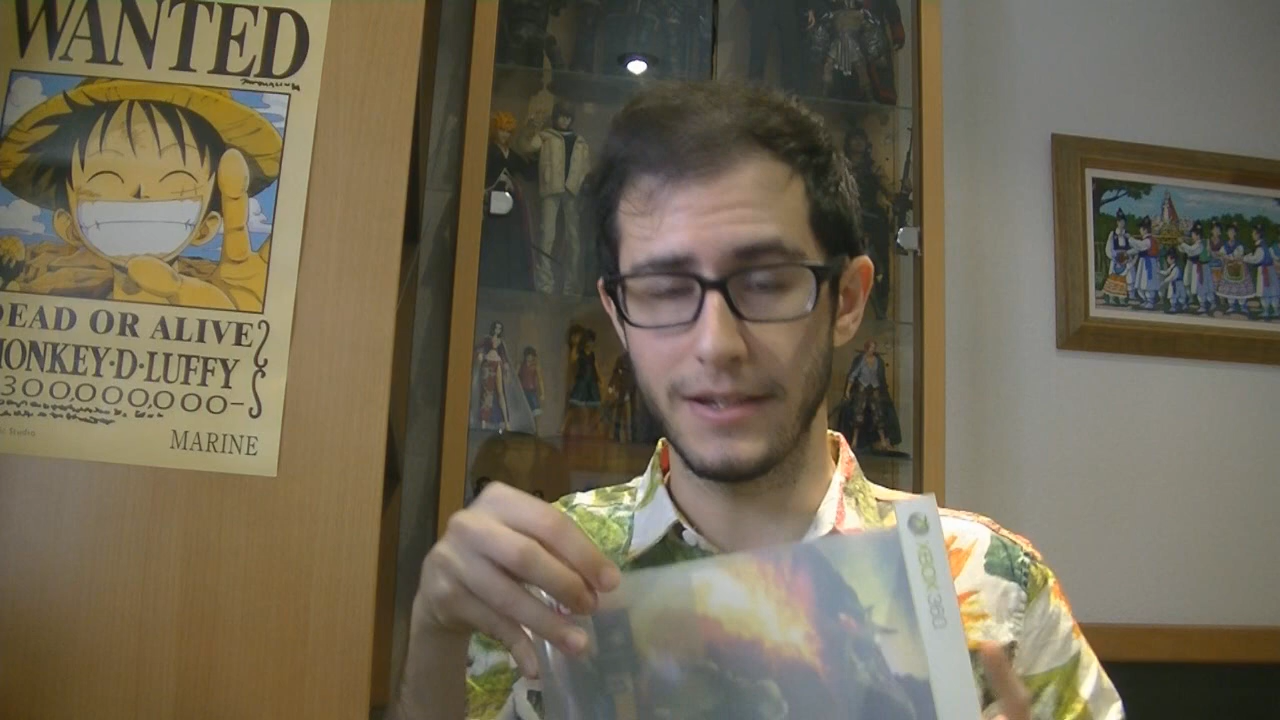 WANTED
DEAD OR ALIVE
MONKEY·D·LUFFY
300,000,000-
MARINE
XBOX 360